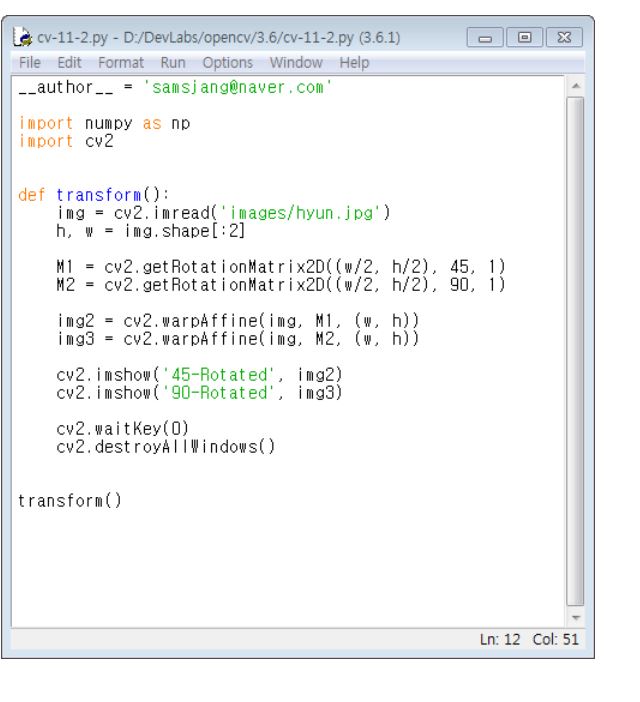 cv-11-2.py - D:/DevLabs/opencv/3.6/cv-11-2.py (3.6.1)
File Edit Format Run Options Window Help
__author__ = 'samsjang@naver.com'
import numpy as np
import cv2
def transform():
    img = cv2.imread('images/hyun.jpg')
    h, w = img.shape[:2]
    M1 = cv2.getRotationMatrix2D((w/2, h/2), 45, 1)
    M2 = cv2.getRotationMatrix2D((w/2, h/2), 90, 1)
    img2 = cv2.warpAffine(img, M1, (w, h))
    img3 = cv2.warpAffine(img, M2, (w, h))
    cv2.imshow('45-Rotated', img2)
    cv2.imshow('90-Rotated', img3)
    cv2.waitKey(0)
    cv2.destroyAllWindows()
transform()
Ln: 12 Col: 51